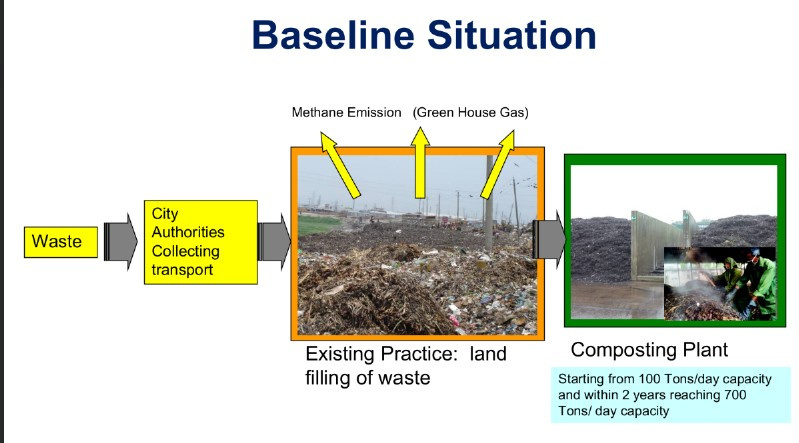 Baseline Situation
Methane Emission (Green House Gas)
Waste
City
Authorities
Collecting
transport
Existing Practice: land
filling of waste
Composting Plant
Starting from 100 Tons/day capacity
and within 2 years reaching 700
Tons/ day capacity